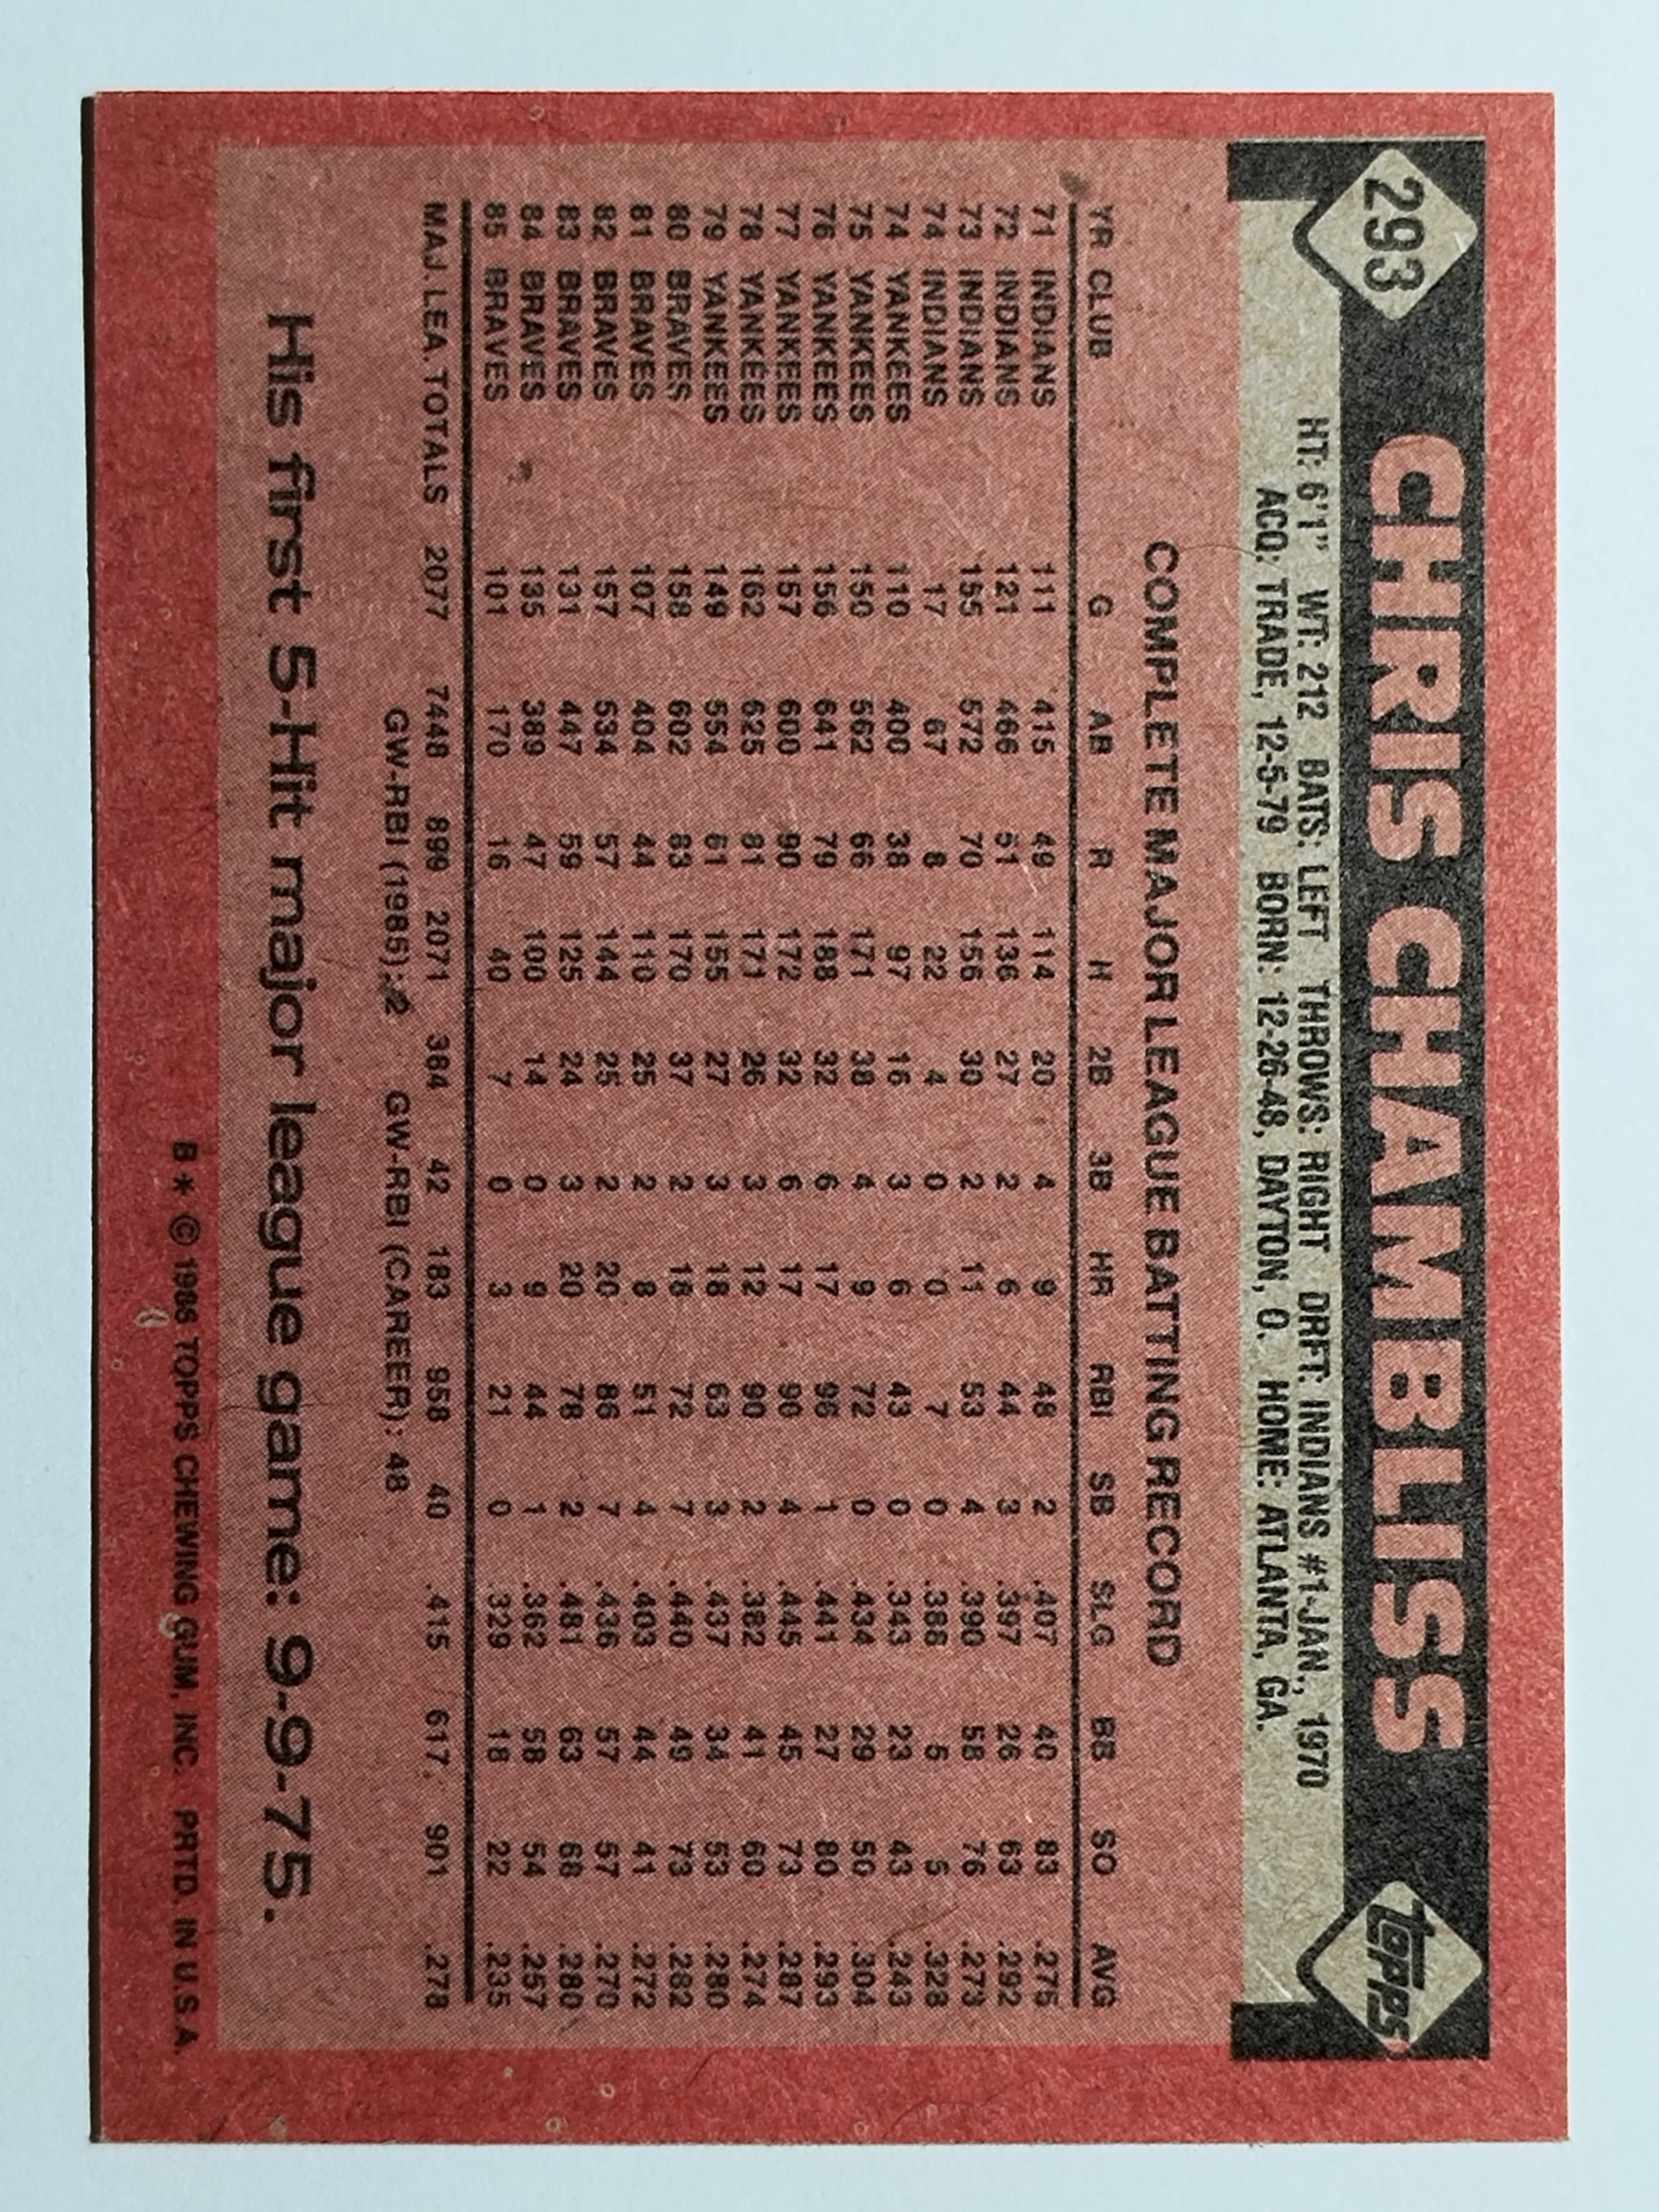 293 CHRIS CHAMBLISS topps
HT: 6'1" WT: 212 BATS: LEFT THROWS: RIGHT DRFT: INDIANS #1-JAN., 1970
ACQ: TRADE, 12-5-79 BORN: 12-26-48, DAYTON, O. HOME: ATLANTA, GA.
COMPLETE MAJOR LEAGUE BATTING RECORD
YR CLUB G AB R H 2B 3B HR RBI SB SLG BB SO AVG
71 INDIANS 111 415 49 114 20 4 9 48 2 .407 40 83 .275
72 INDIANS 121 466 51 136 27 2 6 44 3 .397 26 63 .292
73 INDIANS 155 572 70 156 30 2 11 53 4 .390 58 76 .273
74 INDIANS 17 67 8 22 4 0 0 7 0 .388 5 5 .328
74 YANKEES 110 400 38 97 16 3 6 43 0 .343 23 43 .243
75 YANKEES 150 562 66 171 38 4 9 72 0 .434 29 50 .304
76 YANKEES 156 641 79 188 32 6 17 96 1 .441 27 80 .293
77 YANKEES 157 600 90 172 32 6 17 90 4 .445 45 73 .287
78 YANKEES 162 625 81 171 26 3 12 90 2 .382 41 60 .274
79 YANKEES 149 554 61 155 27 3 18 63 3 .437 34 53 .280
80 BRAVES 158 602 83 170 37 2 18 72 7 .440 49 73 .282
81 BRAVES 107 404 44 110 25 2 8 51 4 .403 44 41 .272
82 BRAVES 157 534 57 144 25 2 20 86 7 .436 57 57 .270
83 BRAVES 131 447 59 125 24 3 20 78 2 .481 63 68 .280
84 BRAVES 135 389 47 100 14 0 9 44 1 .362 58 54 .257
85 BRAVES 101 170 16 40 7 0 3 21 0 .329 18 22 .235
MAJ. LEA. TOTALS 2077 7448 899 2071 384 42 183 958 40 .415 617 901 .278
GW-RBI (1985): 2 GW-RBI (CAREER): 48
His first 5-Hit major league game: 9-9-75.
B * © 1986 TOPPS CHEWING GUM, INC. PRTD. IN U.S.A.